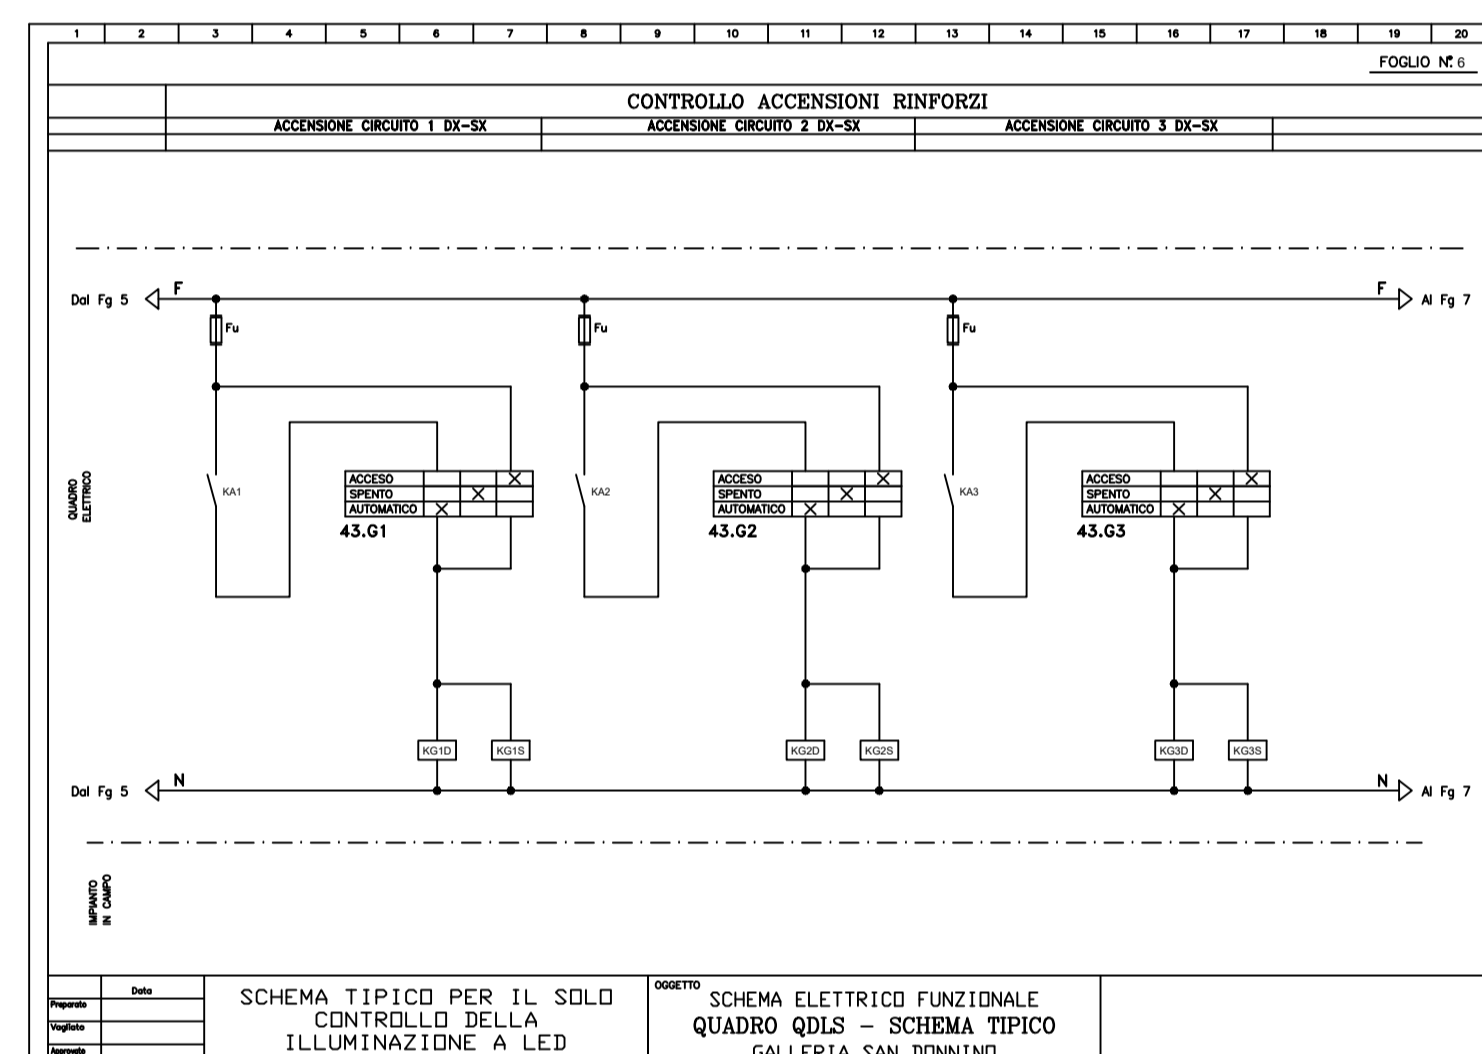 1 2 3 4 5 6 7 8 9 10 11 12 13 14 15 16 17 18 19 20
FOGLIO N° 6
CONTROLLO ACCENSIONI RINFORZI
ACCENSIONE CIRCUITO 1 DX-SX ACCENSIONE CIRCUITO 2 DX-SX ACCENSIONE CIRCUITO 3 DX-SX
Dal Fg 5 F F Al Fg 7
Fu Fu Fu
QUADRO
ELETTRICO
KA1
ACCESO X
SPENTO X
AUTOMATICO X
43.G1
KA2
ACCESO X
SPENTO X
AUTOMATICO X
43.G2
KA3
ACCESO X
SPENTO X
AUTOMATICO X
43.G3
KG1D KG1S KG2D KG2S KG3D KG3S
Dal Fg 5 N N Al Fg 7
IMPIANTO
IN CAMPO
Data
Preparato
Vagliato
Approvato
SCHEMA TIPICO PER IL SOLO
CONTROLLO DELLA
ILLUMINAZIONE A LED
OGGETTO
SCHEMA ELETTRICO FUNZIONALE
QUADRO QDLS - SCHEMA TIPICO
GALLERIA SAN DONNINO